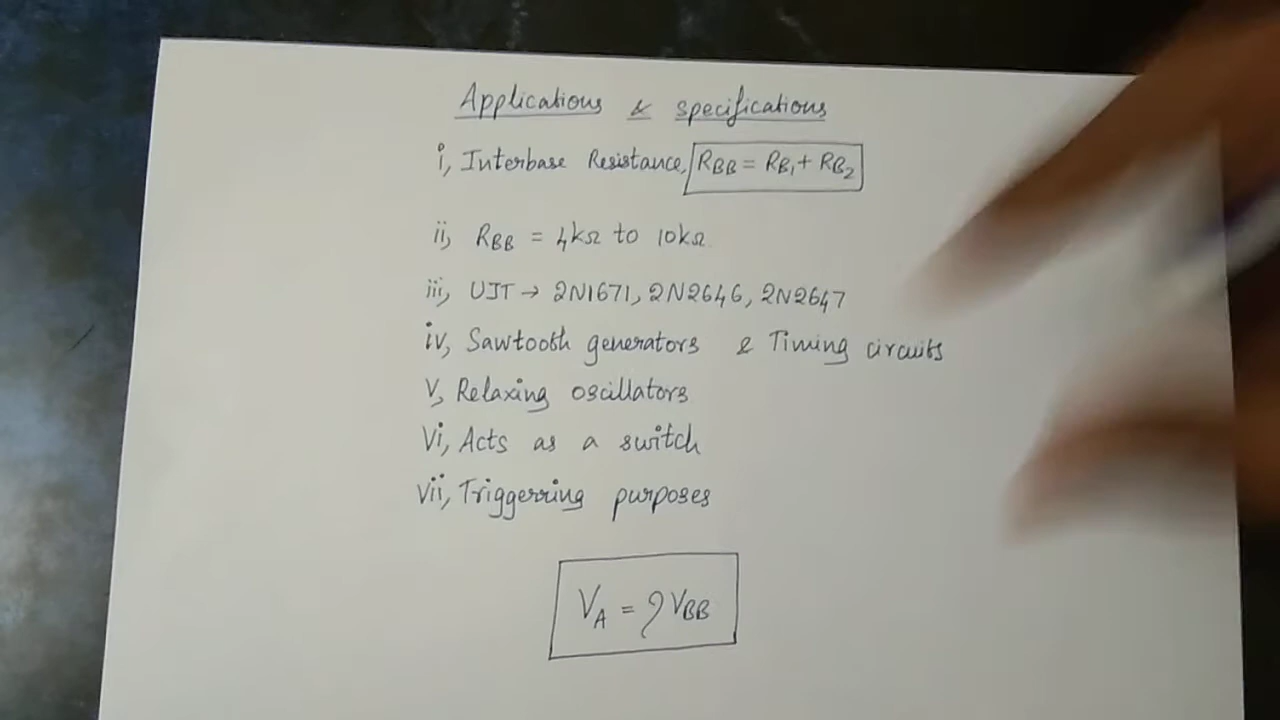 Applications & specifications
i, Interbase Resistance, RBB = RB1 + RB2
ii, RBB = 4kΩ to 10kΩ
iii, UJT → 2N1671, 2N2646, 2N2647
iv, Sawtooth generators & Timing circuits
v, Relaxing oscillators
vi, Acts as a switch
vii, Triggerring purposes
VA = η VBB